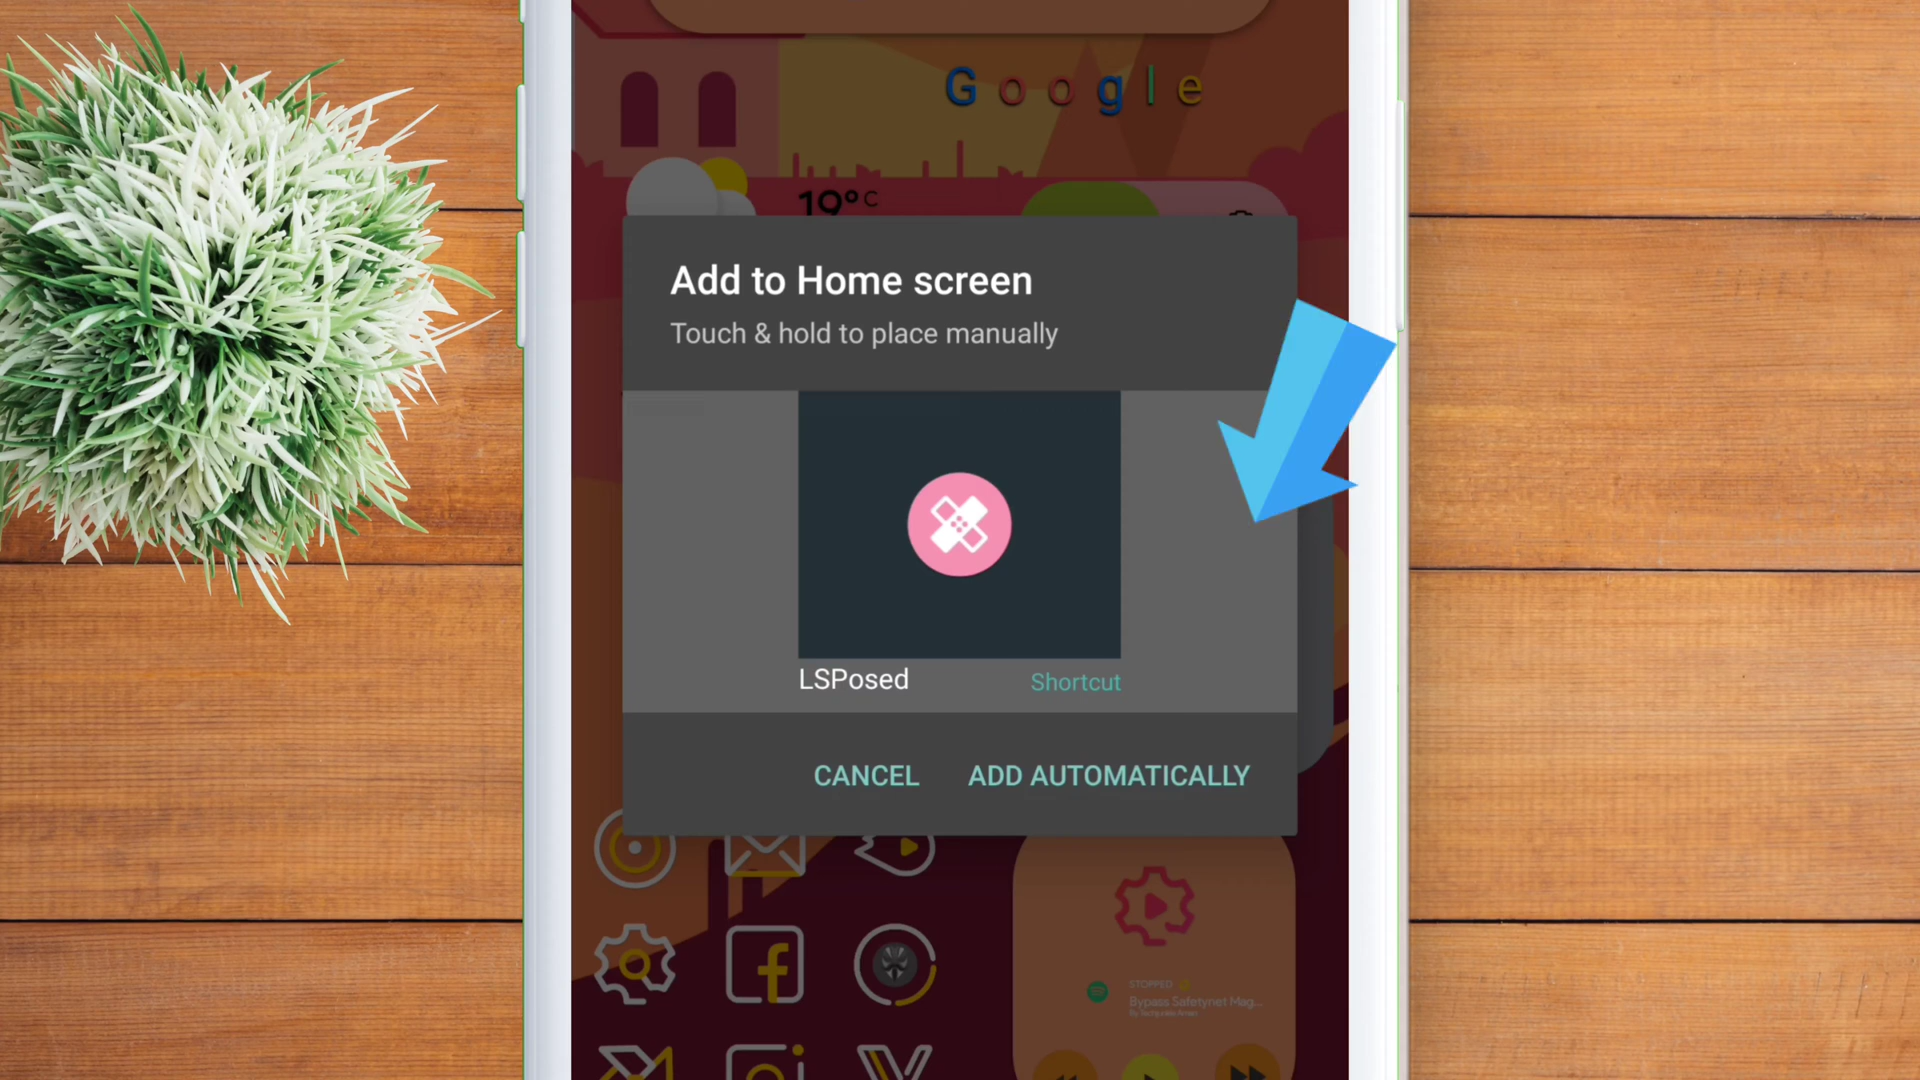 Google
19°C
Add to Home screen
Touch & hold to place manually
LSPosed
Shortcut
CANCEL
ADD AUTOMATICALLY
STOPPED
Bypass Safetynet Mag...